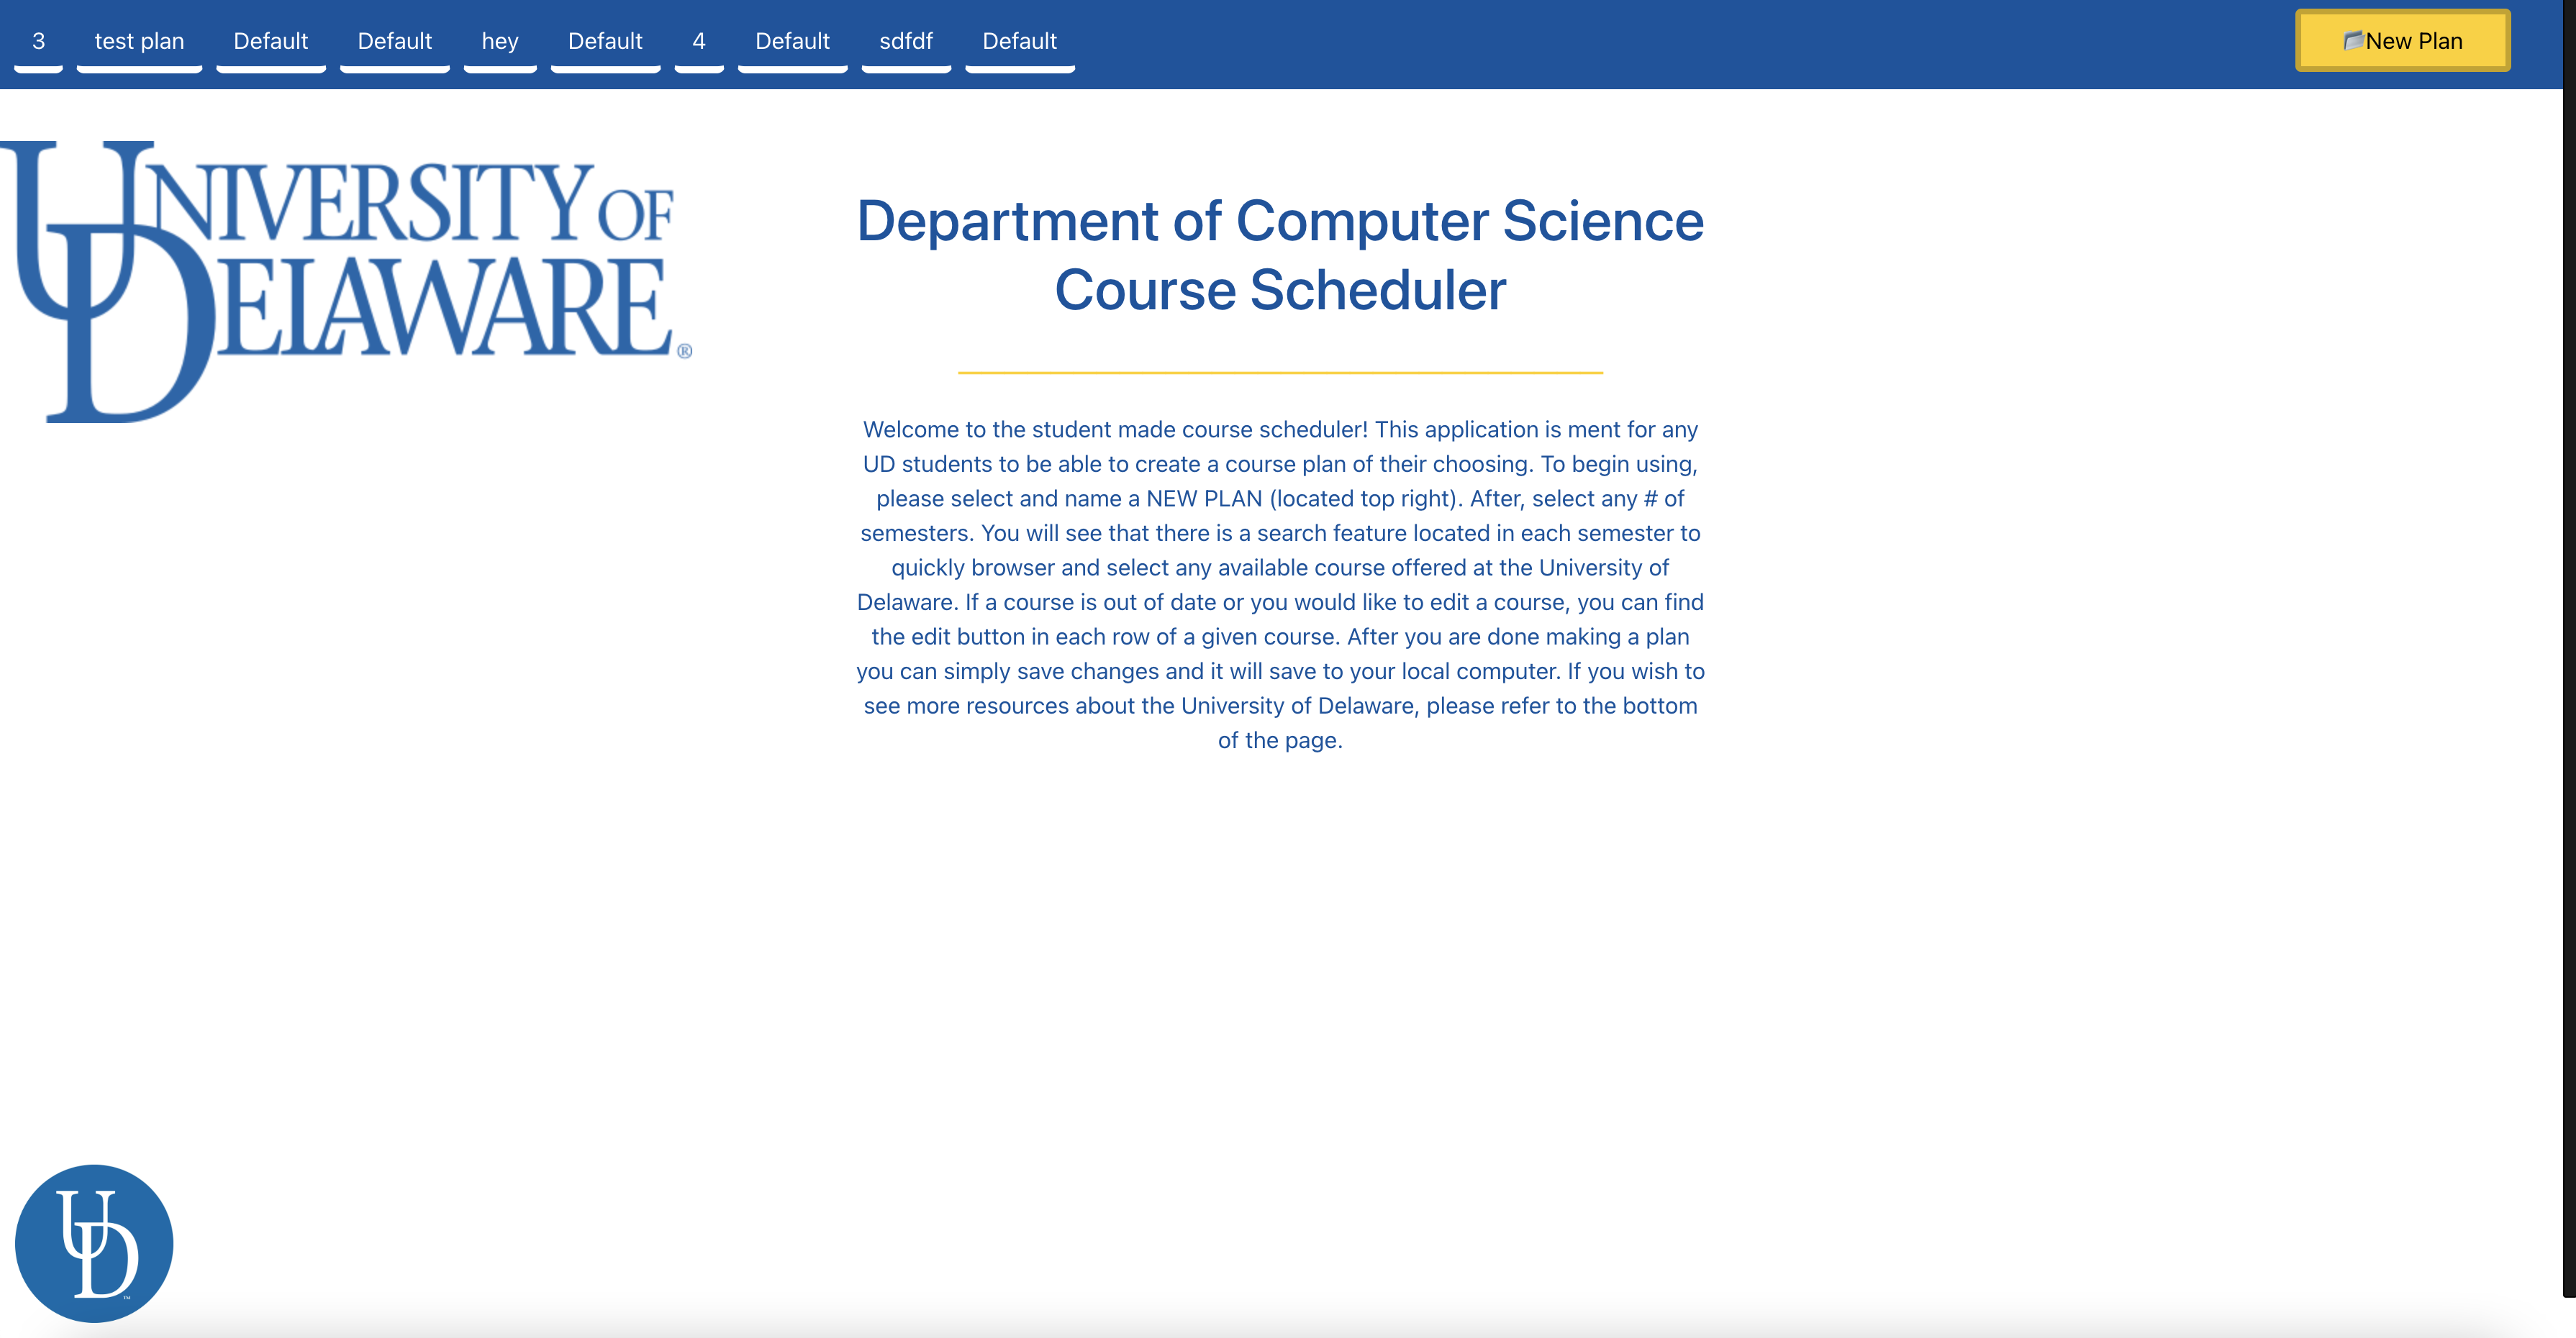 3 test plan Default Default hey Default 4 Default sdfdf Default
📂New Plan
UNIVERSITY OF
DELAWARE®
Department of Computer Science
Course Scheduler
Welcome to the student made course scheduler! This application is ment for any
UD students to be able to create a course plan of their choosing. To begin using,
please select and name a NEW PLAN (located top right). After, select any # of
semesters. You will see that there is a search feature located in each semester to
quickly browser and select any available course offered at the University of
Delaware. If a course is out of date or you would like to edit a course, you can find
the edit button in each row of a given course. After you are done making a plan
you can simply save changes and it will save to your local computer. If you wish to
see more resources about the University of Delaware, please refer to the bottom
of the page.
UD™